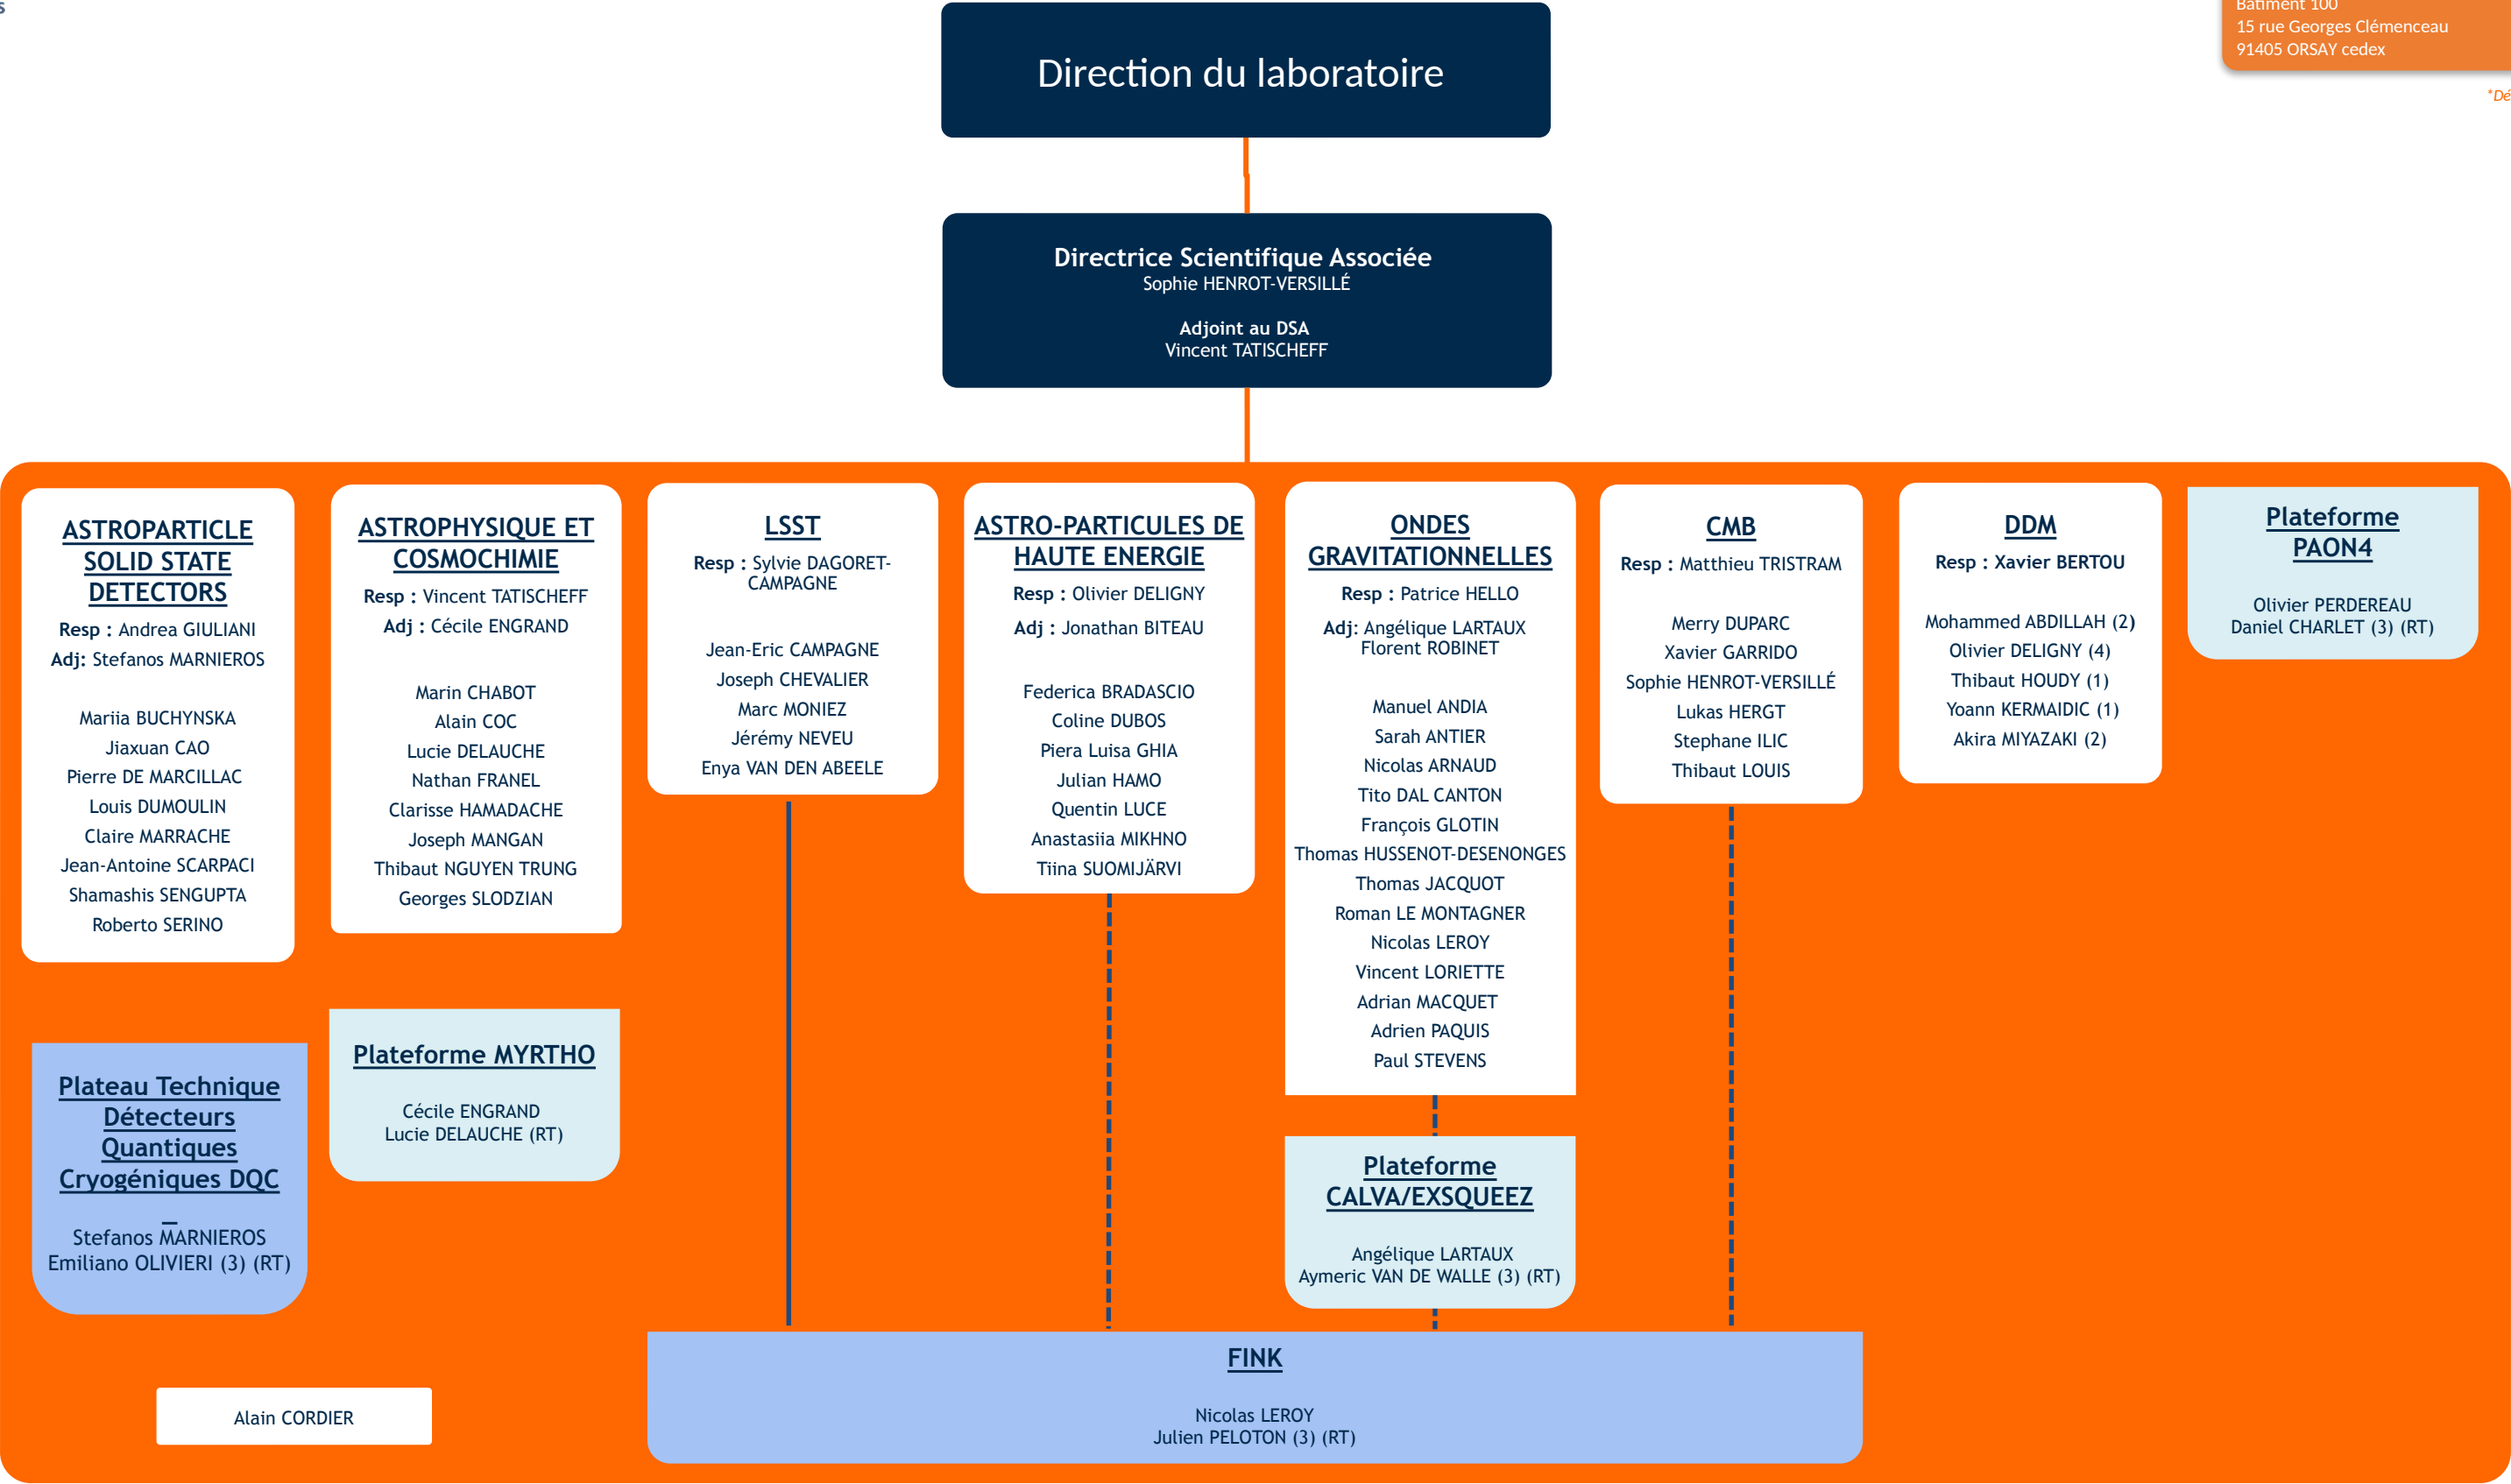 s
Bâtiment 100
15 rue Georges Clémenceau
91405 ORSAY cedex
*Dé
Direction du laboratoire
Directrice Scientifique Associée
Sophie HENROT-VERSILLÉ
Adjoint au DSA
Vincent TATISCHEFF
ASTROPARTICLE
SOLID STATE
DETECTORS
Resp : Andrea GIULIANI
Adj: Stefanos MARNIEROS
Mariia BUCHYNSKA
Jiaxuan CAO
Pierre DE MARCILLAC
Louis DUMOULIN
Claire MARRACHE
Jean-Antoine SCARPACI
Shamashis SENGUPTA
Roberto SERINO
ASTROPHYSIQUE ET
COSMOCHIMIE
Resp : Vincent TATISCHEFF
Adj : Cécile ENGRAND
Marin CHABOT
Alain COC
Lucie DELAUCHE
Nathan FRANEL
Clarisse HAMADACHE
Joseph MANGAN
Thibaut NGUYEN TRUNG
Georges SLODZIAN
LSST
Resp : Sylvie DAGORET-
CAMPAGNE
Jean-Eric CAMPAGNE
Joseph CHEVALIER
Marc MONIEZ
Jérémy NEVEU
Enya VAN DEN ABEELE
ASTRO-PARTICULES DE
HAUTE ENERGIE
Resp : Olivier DELIGNY
Adj : Jonathan BITEAU
Federica BRADASCIO
Coline DUBOS
Piera Luisa GHIA
Julian HAMO
Quentin LUCE
Anastasiia MIKHNO
Tiina SUOMIJÄRVI
ONDES
GRAVITATIONNELLES
Resp : Patrice HELLO
Adj: Angélique LARTAUX
Florent ROBINET
Manuel ANDIA
Sarah ANTIER
Nicolas ARNAUD
Tito DAL CANTON
François GLOTIN
Thomas HUSSENOT-DESENONGES
Thomas JACQUOT
Roman LE MONTAGNER
Nicolas LEROY
Vincent LORIETTE
Adrian MACQUET
Adrien PAQUIS
Paul STEVENS
CMB
Resp : Matthieu TRISTRAM
Merry DUPARC
Xavier GARRIDO
Sophie HENROT-VERSILLÉ
Lukas HERGT
Stephane ILIC
Thibaut LOUIS
DDM
Resp : Xavier BERTOU
Mohammed ABDILLAH (2)
Olivier DELIGNY (4)
Thibaut HOUDY (1)
Yoann KERMAIDIC (1)
Akira MIYAZAKI (2)
Plateforme
PAON4
Olivier PERDEREAU
Daniel CHARLET (3) (RT)
Plateau Technique
Détecteurs
Quantiques
Cryogéniques DQC
Stefanos MARNIEROS
Emiliano OLIVIERI (3) (RT)
Plateforme MYRTHO
Cécile ENGRAND
Lucie DELAUCHE (RT)
Plateforme
CALVA/EXSQUEEZ
Angélique LARTAUX
Aymeric VAN DE WALLE (3) (RT)
FINK
Nicolas LEROY
Julien PELOTON (3) (RT)
Alain CORDIER